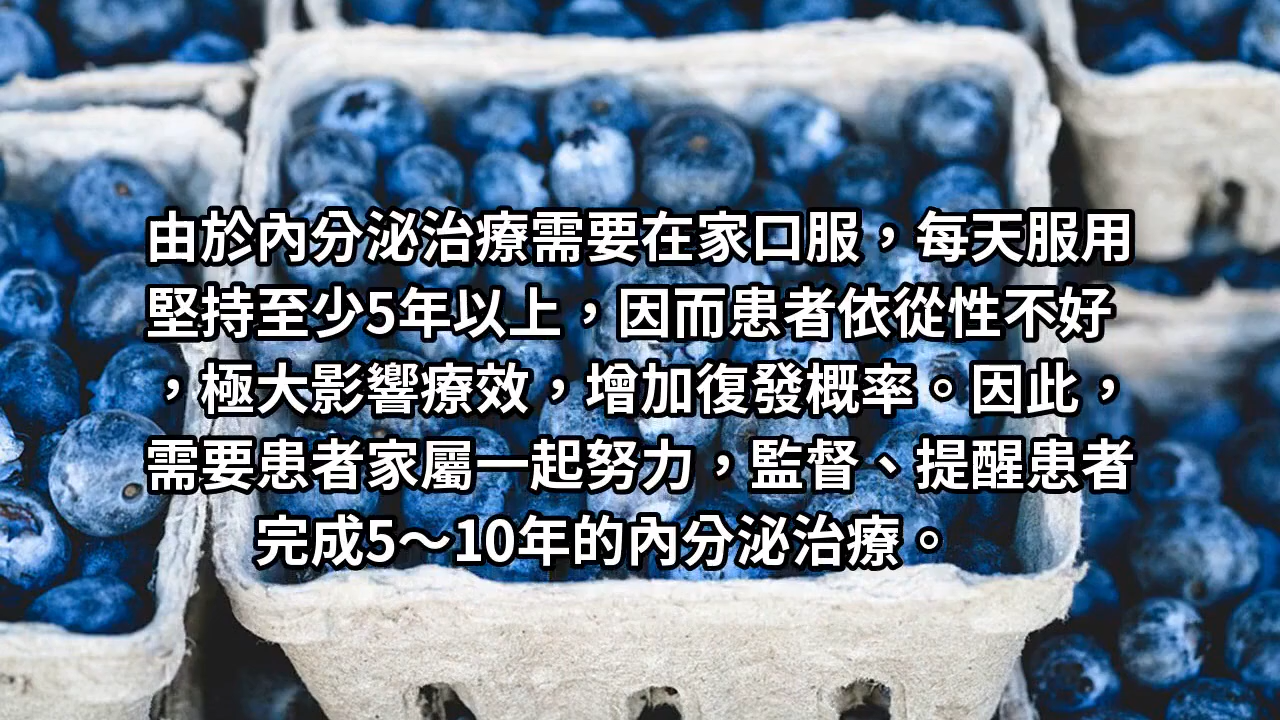 由於內分泌治療需要在家口服，每天服用
堅持至少5年以上，因而患者依從性不好
，極大影響療效，增加復發概率。因此，
需要患者家屬一起努力，監督、提醒患者
完成5～10年的內分泌治療。